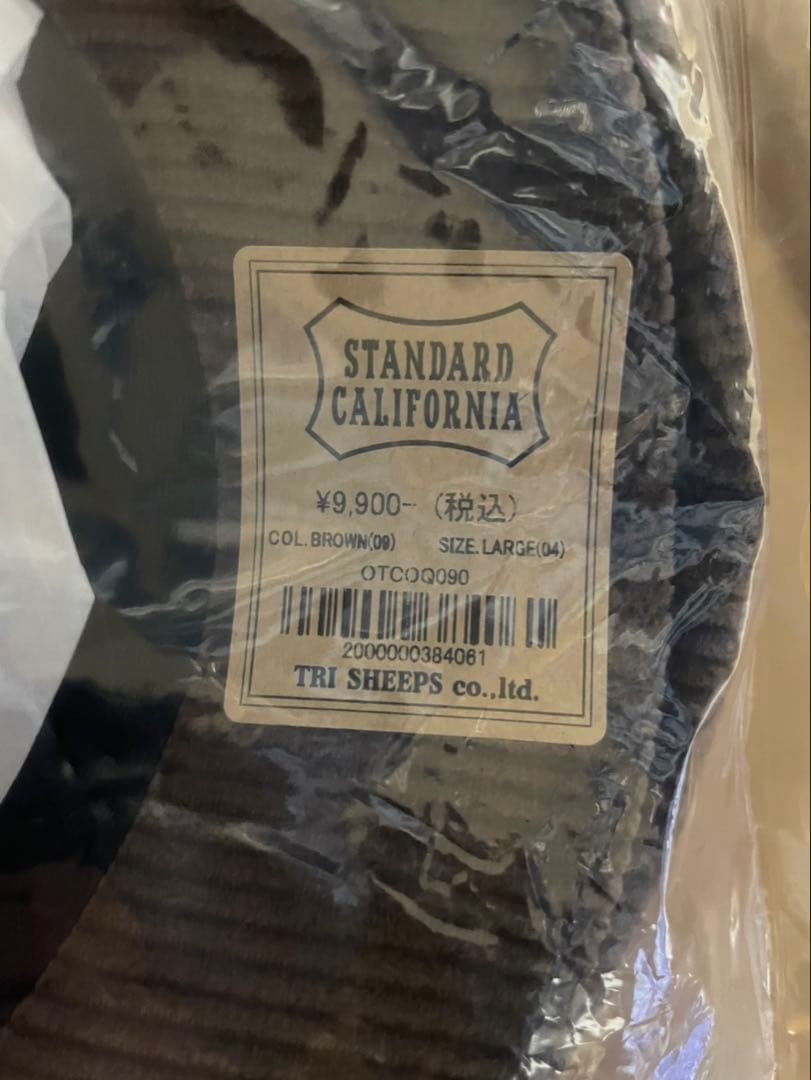 STANDARD
CALIFORNIA
¥9,900- (税込)
COL.BROWN(09) SIZE.LARGE(04)
OTCOQ090
2000000384061
TRI SHEEPS co.,ltd.